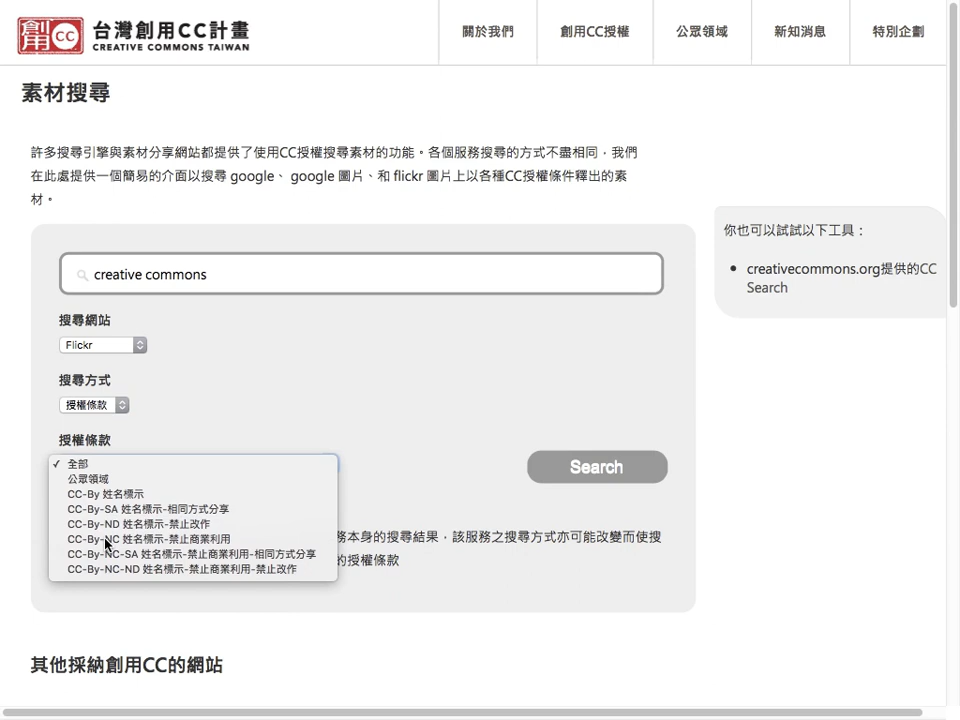 創用
CC
台灣創用CC計畫
CREATIVE COMMONS TAIWAN
關於我們
創用CC授權
公眾領域
新知消息
特別企劃
素材搜尋
許多搜尋引擎與素材分享網站都提供了使用CC授權搜尋素材的功能。各個服務搜尋的方式不盡相同，我們
在此處提供一個簡易的介面以搜尋 google、 google 圖片、和 flickr 圖片上以各種CC授權條件釋出的素
材。
你也可以試試以下工具：
• creativecommons.org提供的CC
Search
creative commons
搜尋網站
Flickr
搜尋方式
授權條款
授權條款
✓ 全部
公眾領域
CC-By 姓名標示
CC-By-SA 姓名標示-相同方式分享
CC-By-ND 姓名標示-禁止改作
CC-By-NC 姓名標示-禁止商業利用
CC-By-NC-SA 姓名標示-禁止商業利用-相同方式分享
CC-By-NC-ND 姓名標示-禁止商業利用-禁止改作
Search
務本身的搜尋結果，該服務之搜尋方式亦可能改變而使搜
的授權條款
其他採納創用CC的網站